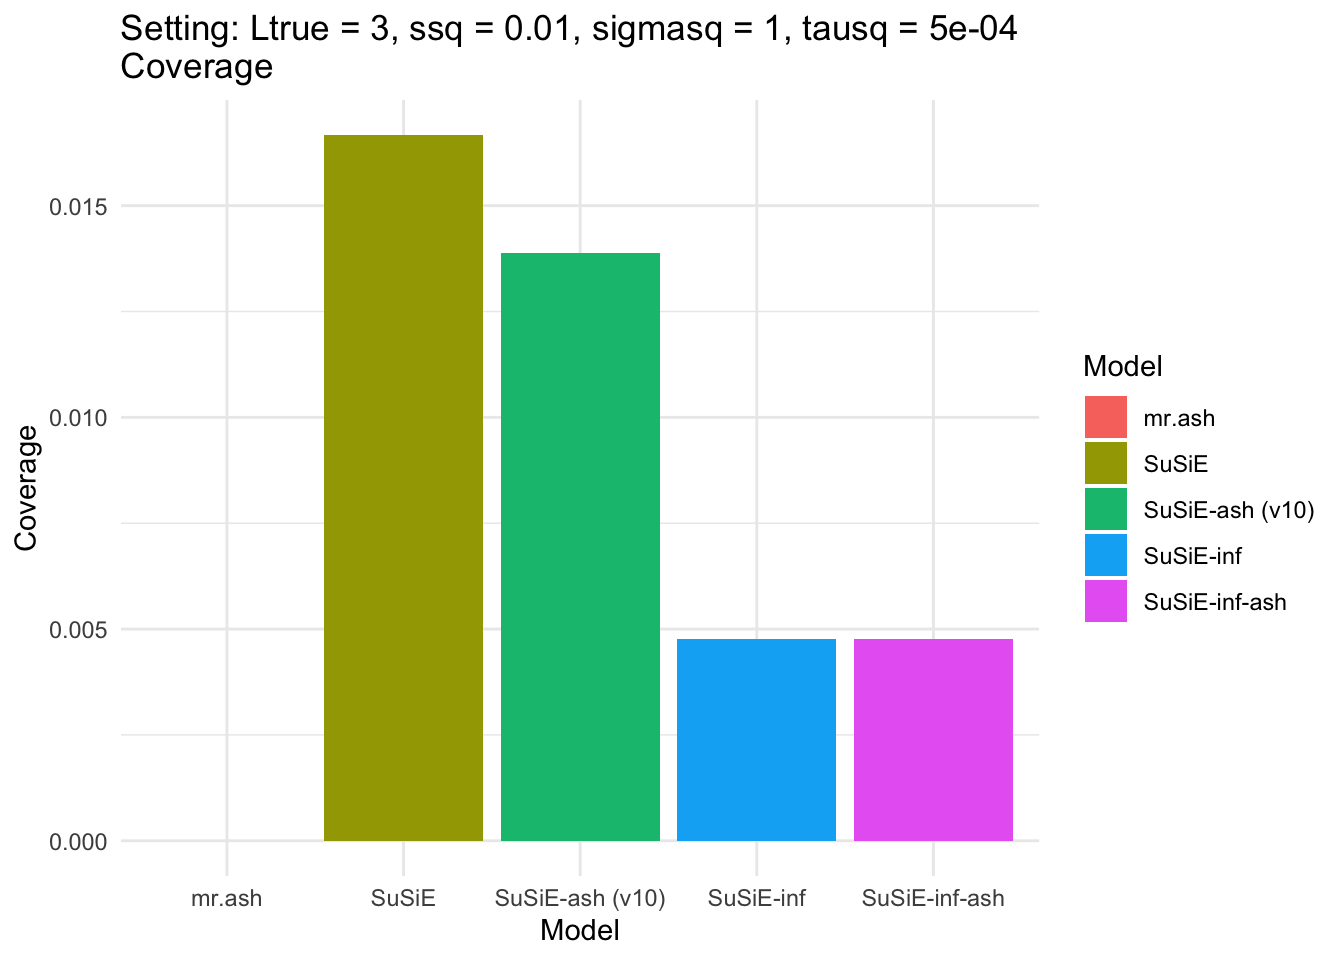 Setting: Ltrue = 3, ssq = 0.01, sigmasq = 1, tausq = 5e-04
Coverage
0.015
0.010
0.005
0.000
Coverage
mr.ash
SuSiE
SuSiE-ash (v10)
SuSiE-inf
SuSiE-inf-ash
Model
Model
mr.ash
SuSiE
SuSiE-ash (v10)
SuSiE-inf
SuSiE-inf-ash